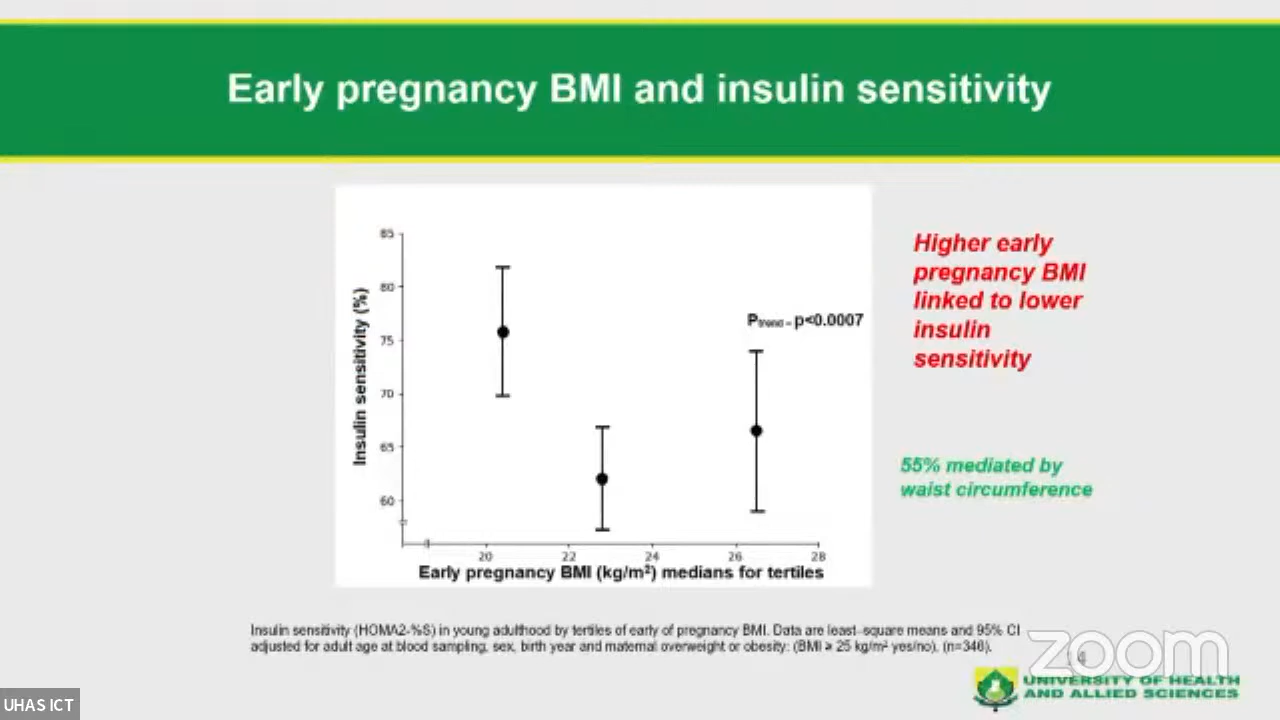 Early pregnancy BMI and insulin sensitivity
85
80
75
70
65
60
Insulin sensitivity (%)
Ptrend - p<0.0007
20 22 24 26 28
Early pregnancy BMI (kg/m²) medians for tertiles
Higher early
pregnancy BMI
linked to lower
insulin
sensitivity
55% mediated by
waist circumference
Insulin sensitivity (HOMA2-%S) in young adulthood by tertiles of early of pregnancy BMI. Data are least-square means and 95% CI
adjusted for adult age at blood sampling, sex, birth year and maternal overweight or obesity: (BMI ≥ 25 kg/m² yes/no), (n=346).
zoom
UNIVERSITY OF HEALTH
AND ALLIED SCIENCES
UHAS ICT